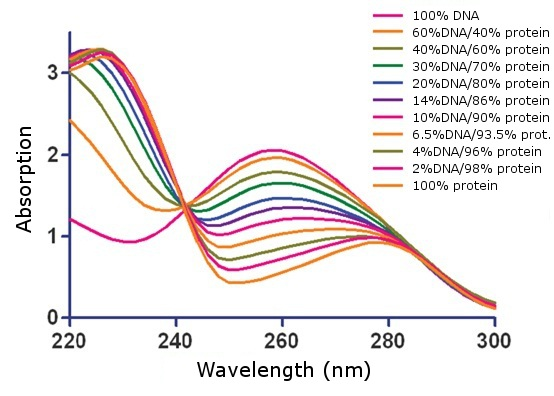 100% DNA
60%DNA/40% protein
40%DNA/60% protein
30%DNA/70% protein
20%DNA/80% protein
14%DNA/86% protein
10%DNA/90% protein
6.5%DNA/93.5% prot.
4%DNA/96% protein
2%DNA/98% protein
100% protein
Absorption
3
2
1
0
220
240
260
280
300
Wavelength (nm)